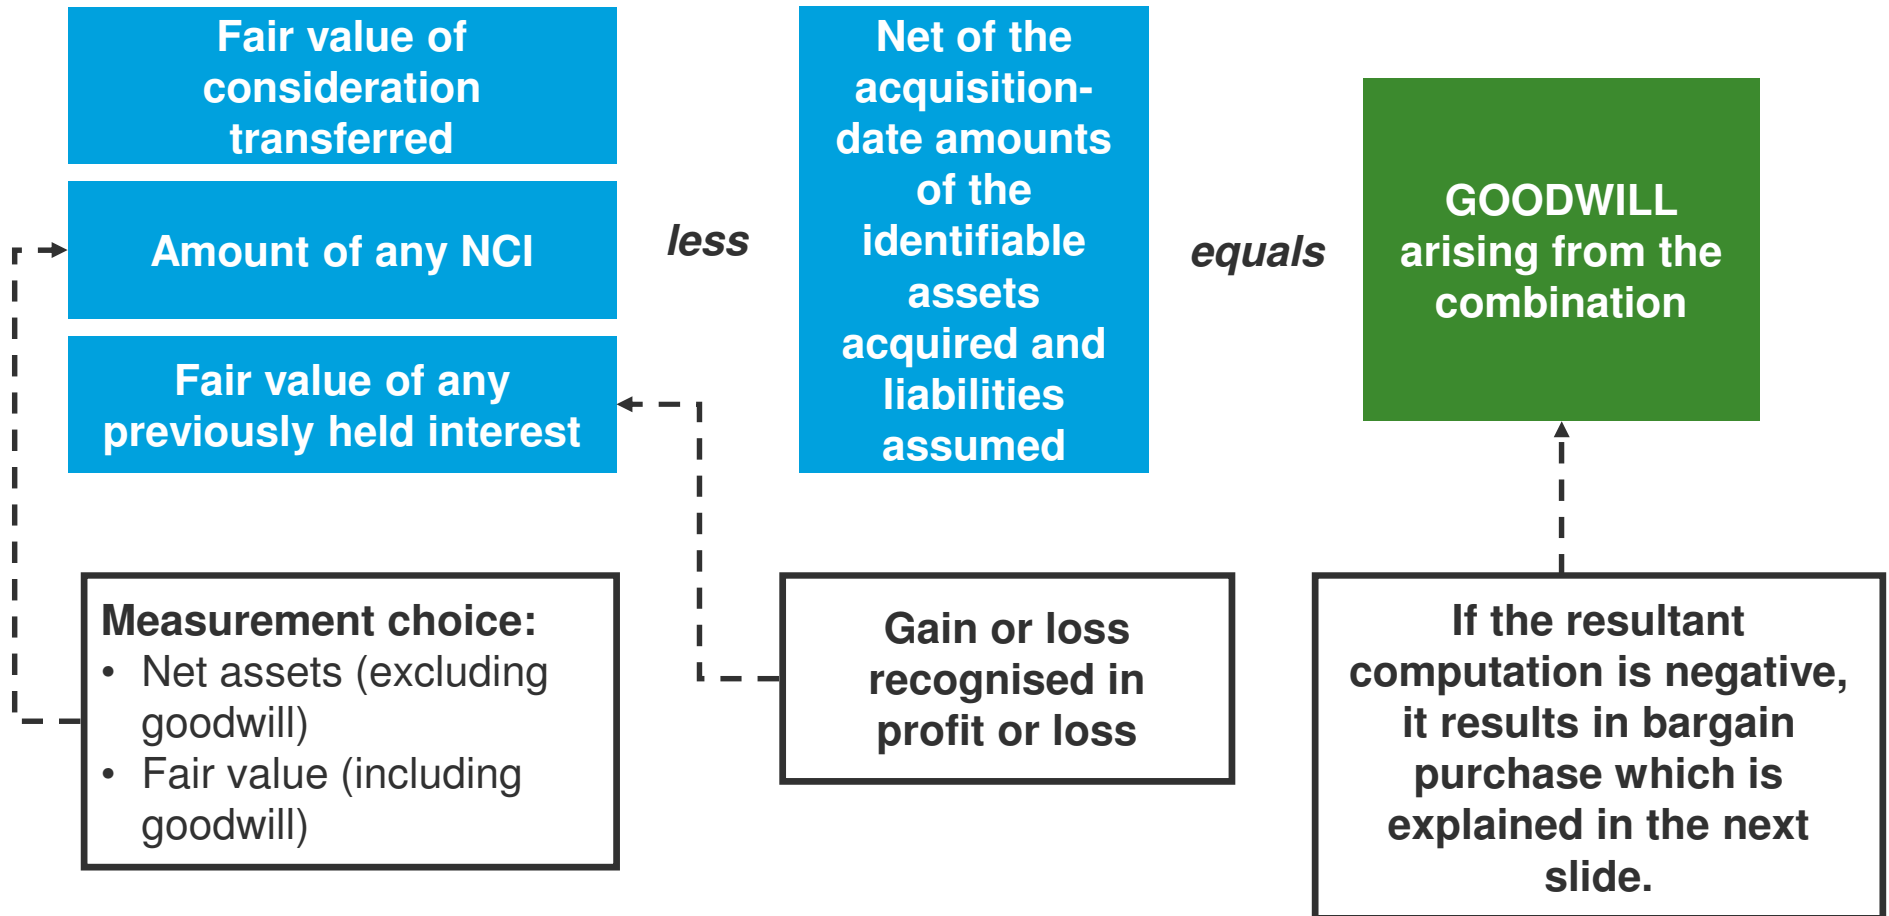 Fair value of
consideration
transferred
Amount of any NCI
Fair value of any
previously held interest
less
Net of the
acquisition-
date amounts
of the
identifiable
assets
acquired and
liabilities
assumed
equals
GOODWILL
arising from the
combination
Measurement choice:
• Net assets (excluding
goodwill)
• Fair value (including
goodwill)
Gain or loss
recognised in
profit or loss
If the resultant
computation is negative,
it results in bargain
purchase which is
explained in the next
slide.